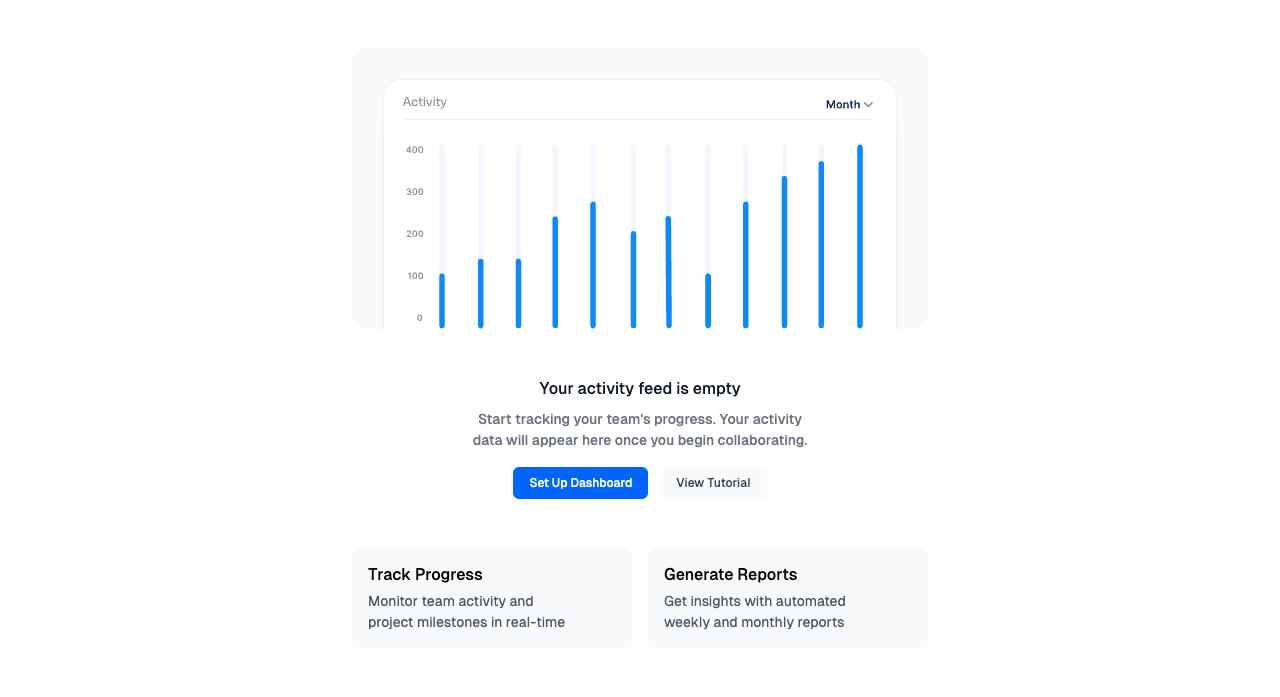 Activity
Month
400
300
200
100
0
Your activity feed is empty
Start tracking your team's progress. Your activity
data will appear here once you begin collaborating.
Set Up Dashboard
View Tutorial
Track Progress
Monitor team activity and
project milestones in real-time
Generate Reports
Get insights with automated
weekly and monthly reports